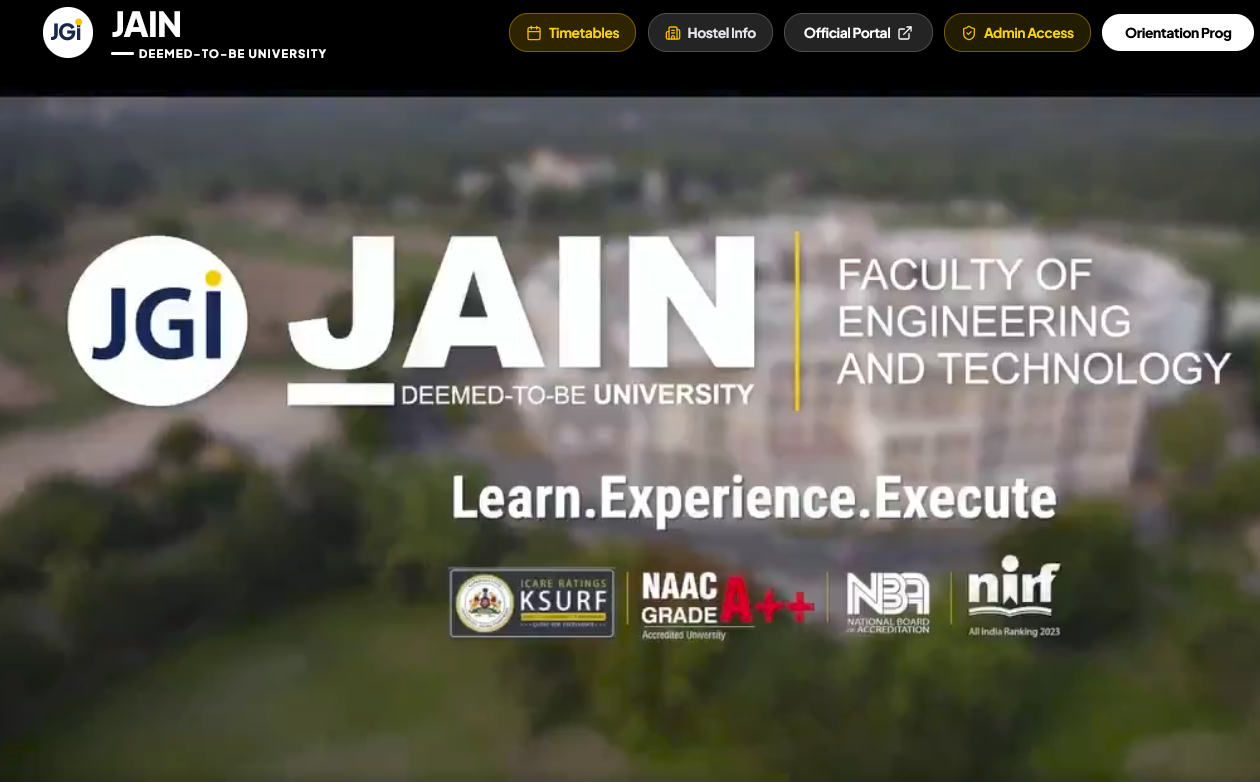 JGi
JAIN
DEEMED-TO-BE UNIVERSITY
Timetables
Hostel Info
Official Portal
Admin Access
Orientation Prog
JGi
JAIN
DEEMED-TO-BE UNIVERSITY
FACULTY OF
ENGINEERING
AND TECHNOLOGY
Learn.Experience.Execute
ICARE RATINGS
KSURF
NAAC
GRADE A++
Accredited University
NBA
NATIONAL BOARD
OF ACCREDITATION
nirf
All India Ranking 2023